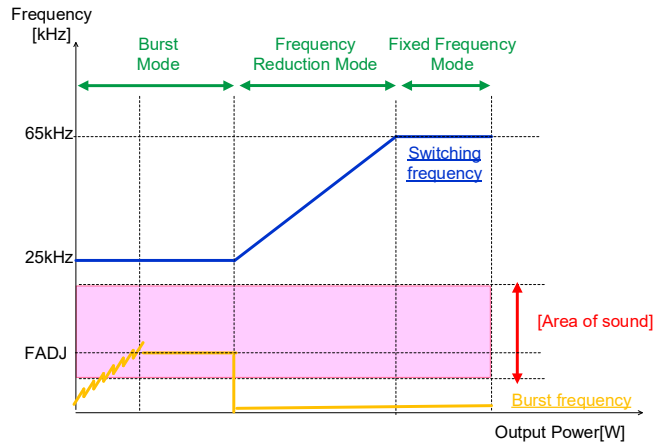 Frequency
[kHz]
Burst
Mode
Frequency
Reduction Mode
Fixed Frequency
Mode
65kHz
Switching
frequency
25kHz
[Area of sound]
FADJ
Burst frequency
Output Power[W]